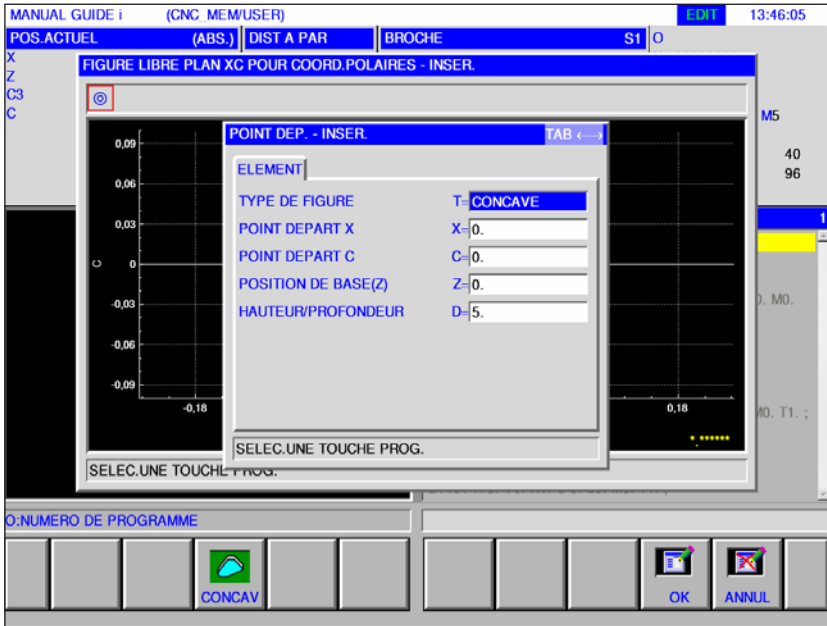 MANUAL GUIDE i (CNC_MEM/USER) EDIT 13:46:05
POS.ACTUEL (ABS.) DIST A PAR BROCHE S1 O
X
Z
C3
C
FIGURE LIBRE PLAN XC POUR COORD.POLAIRES - INSER.
M5
40
96
1
POINT DEP. - INSER. TAB <--->
ELEMENT
TYPE DE FIGURE T= CONCAVE
POINT DEPART X X= 0.
POINT DEPART C C= 0.
POSITION DE BASE(Z) Z= 0.
HAUTEUR/PROFONDEUR D= 5.
SELEC.UNE TOUCHE PROG.
0,09
0,06
0,03
C 0
-0,03
-0,06
-0,09
-0,18 0,18
*.******
M0.
M0. T1. ;
SELEC.UNE TOUCHE PROG.
O:NUMERO DE PROGRAMME
CONCAV OK ANNUL